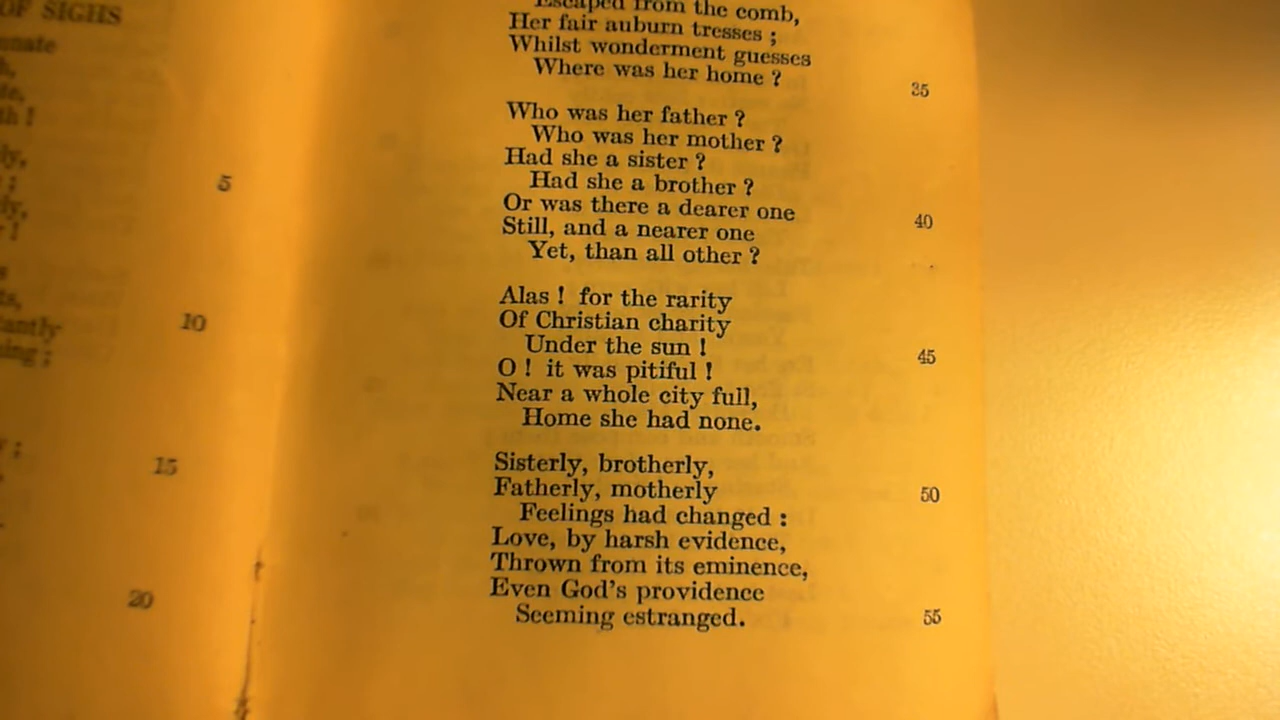 OF SIGHS
5
10
antly
15
20
Escaped from the comb,
Her fair auburn tresses ;
Whilst wonderment guesses
Where was her home ?
35
Who was her father ?
Who was her mother ?
Had she a sister ?
Had she a brother ?
Or was there a dearer one
40
Still, and a nearer one
Yet, than all other ?
Alas ! for the rarity
Of Christian charity
Under the sun !
45
O ! it was pitiful !
Near a whole city full,
Home she had none.
Sisterly, brotherly,
Fatherly, motherly
50
Feelings had changed :
Love, by harsh evidence,
Thrown from its eminence,
Even God's providence
Seeming estranged.
55